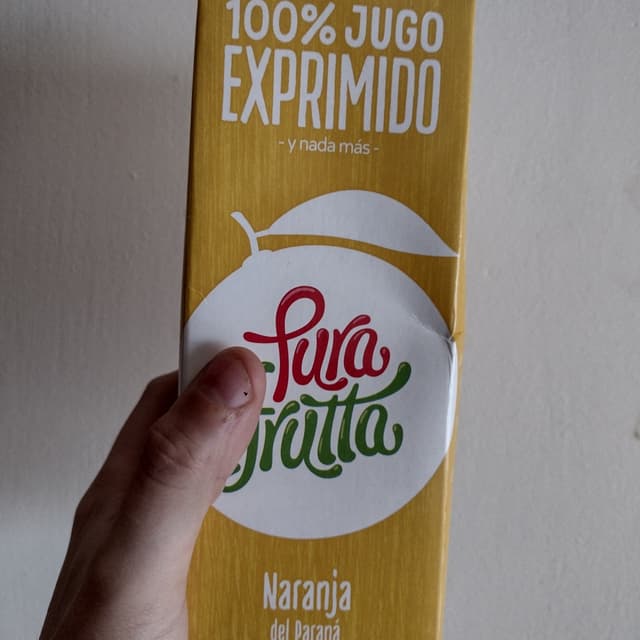 100% JUGO
EXPRIMIDO
- y nada más -
Pura
frutta
Naranja
del Paraná